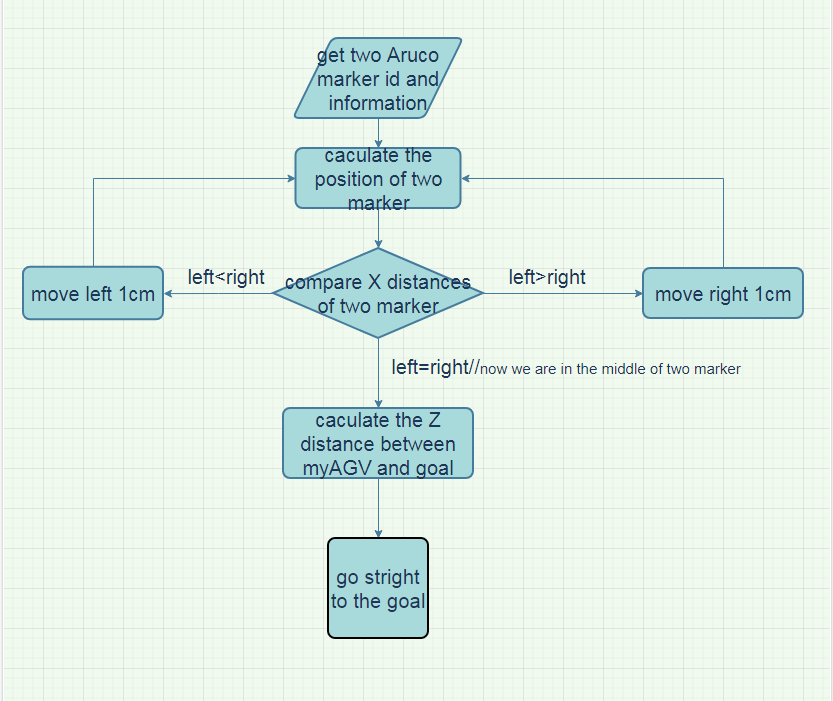 get two Aruco
marker id and
information
caculate the
position of two
marker
left<right
left>right
compare X distances
of two marker
move left 1cm
move right 1cm
left=right//now we are in the middle of two marker
caculate the Z
distance between
myAGV and goal
go stright
to the goal